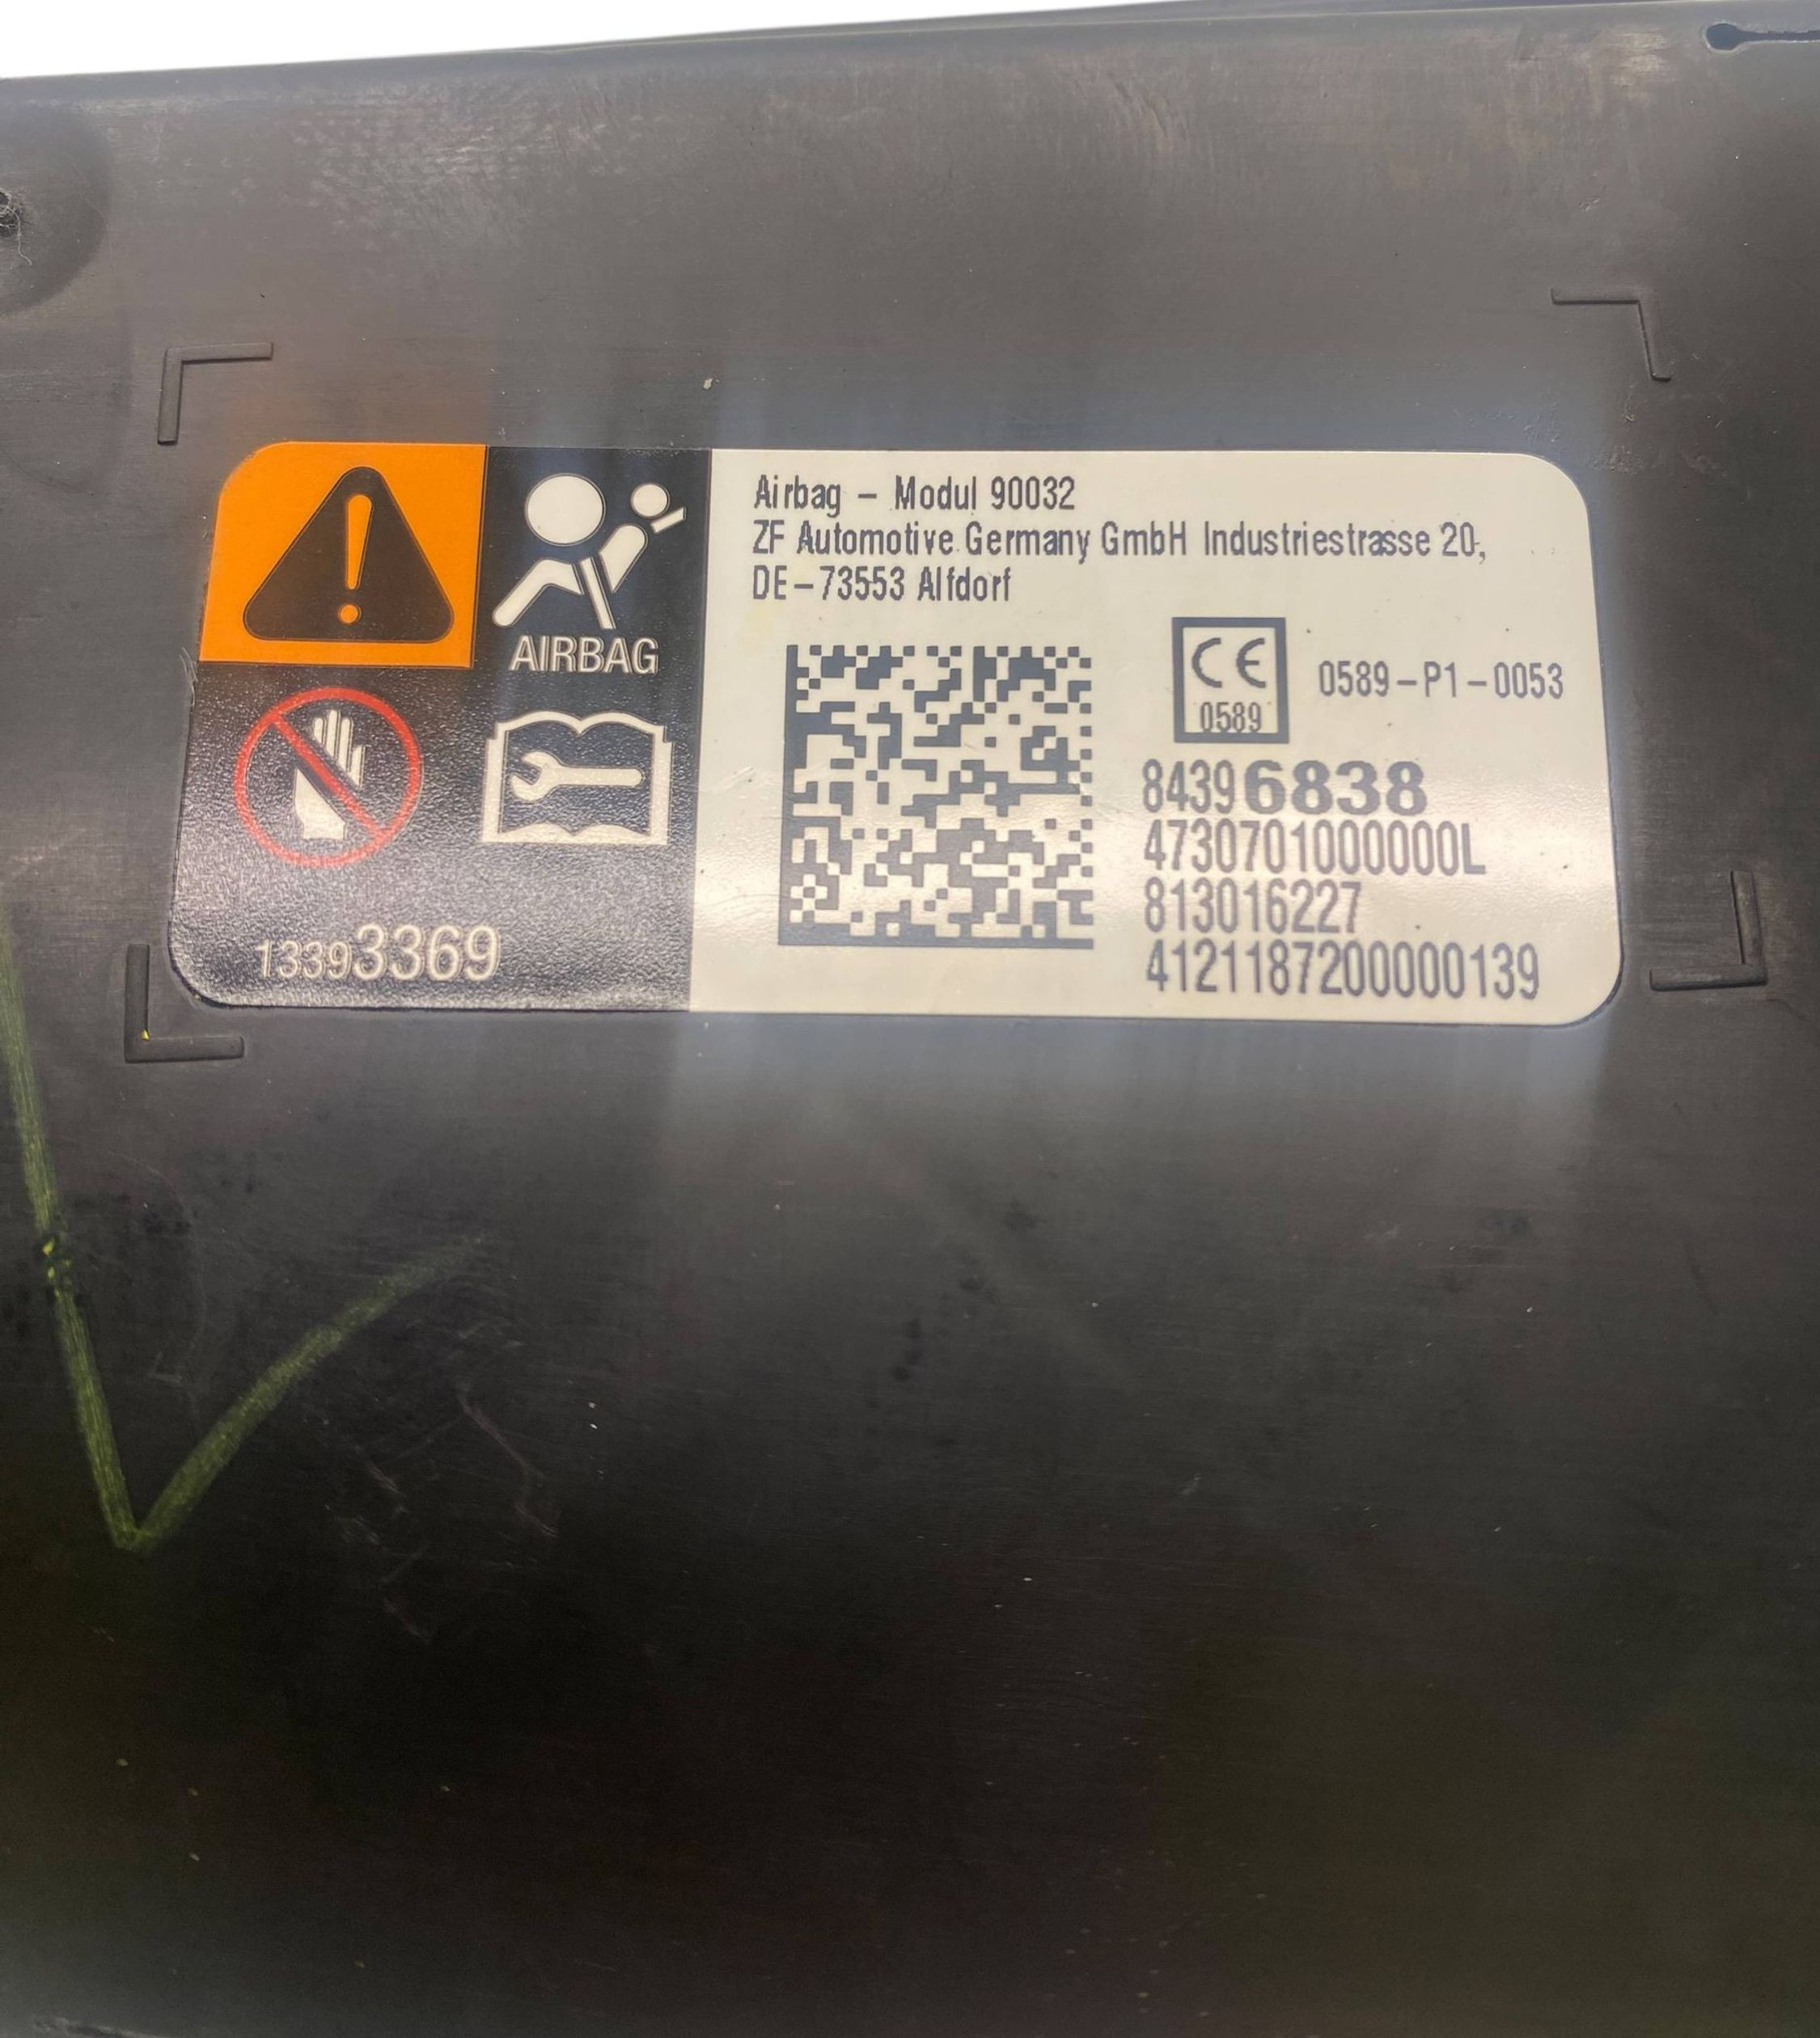 Airbag – Modul 90032
ZF Automotive Germany GmbH Industriestrasse 20,
DE–73553 Alfdorf
AIRBAG
CE
0589
0589–P1–0053
84396838
4730701000000L
813016227
4121187200000139
13393369